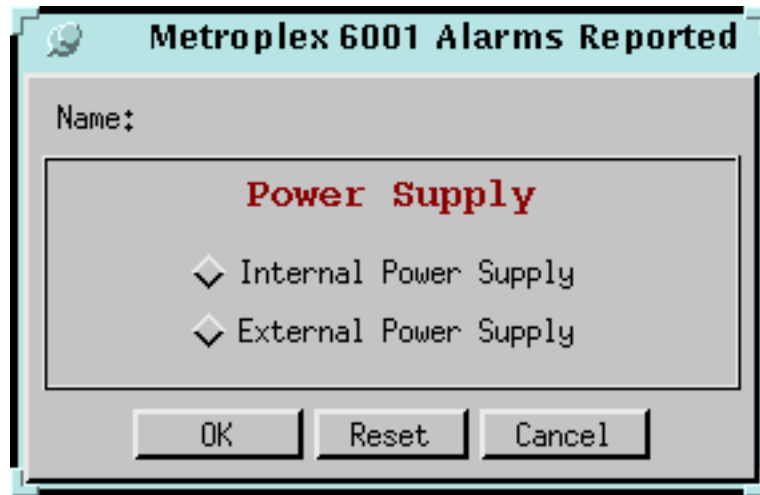 Metroplex 6001 Alarms Reported
Name:
Power Supply
Internal Power Supply
External Power Supply
OK Reset Cancel